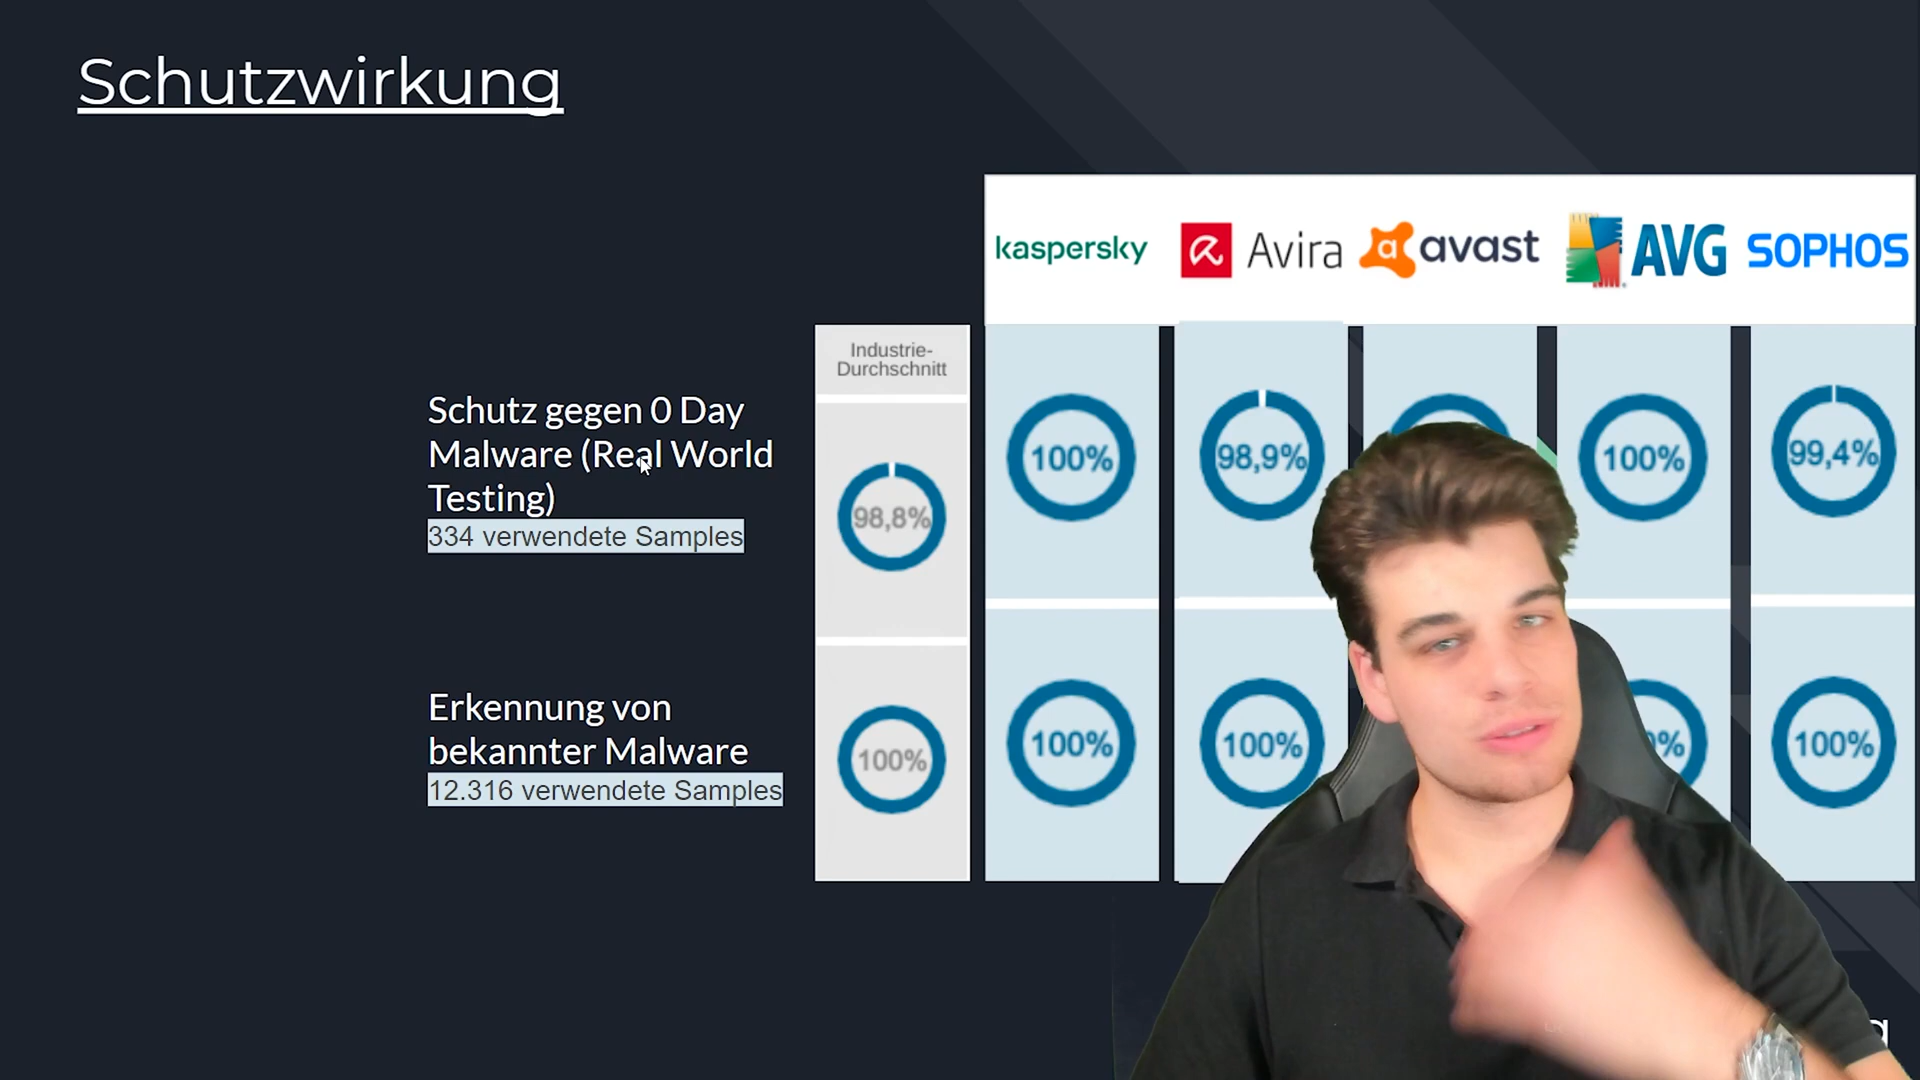 Schutzwirkung
kaspersky Avira avast AVG SOPHOS
Industrie-
Durchschnitt
Schutz gegen 0 Day
Malware (Real World
Testing)
334 verwendete Samples
98,8%
100%
98,9%
100%
99,4%
Erkennung von
bekannter Malware
12.316 verwendete Samples
100%
100%
100%
100%